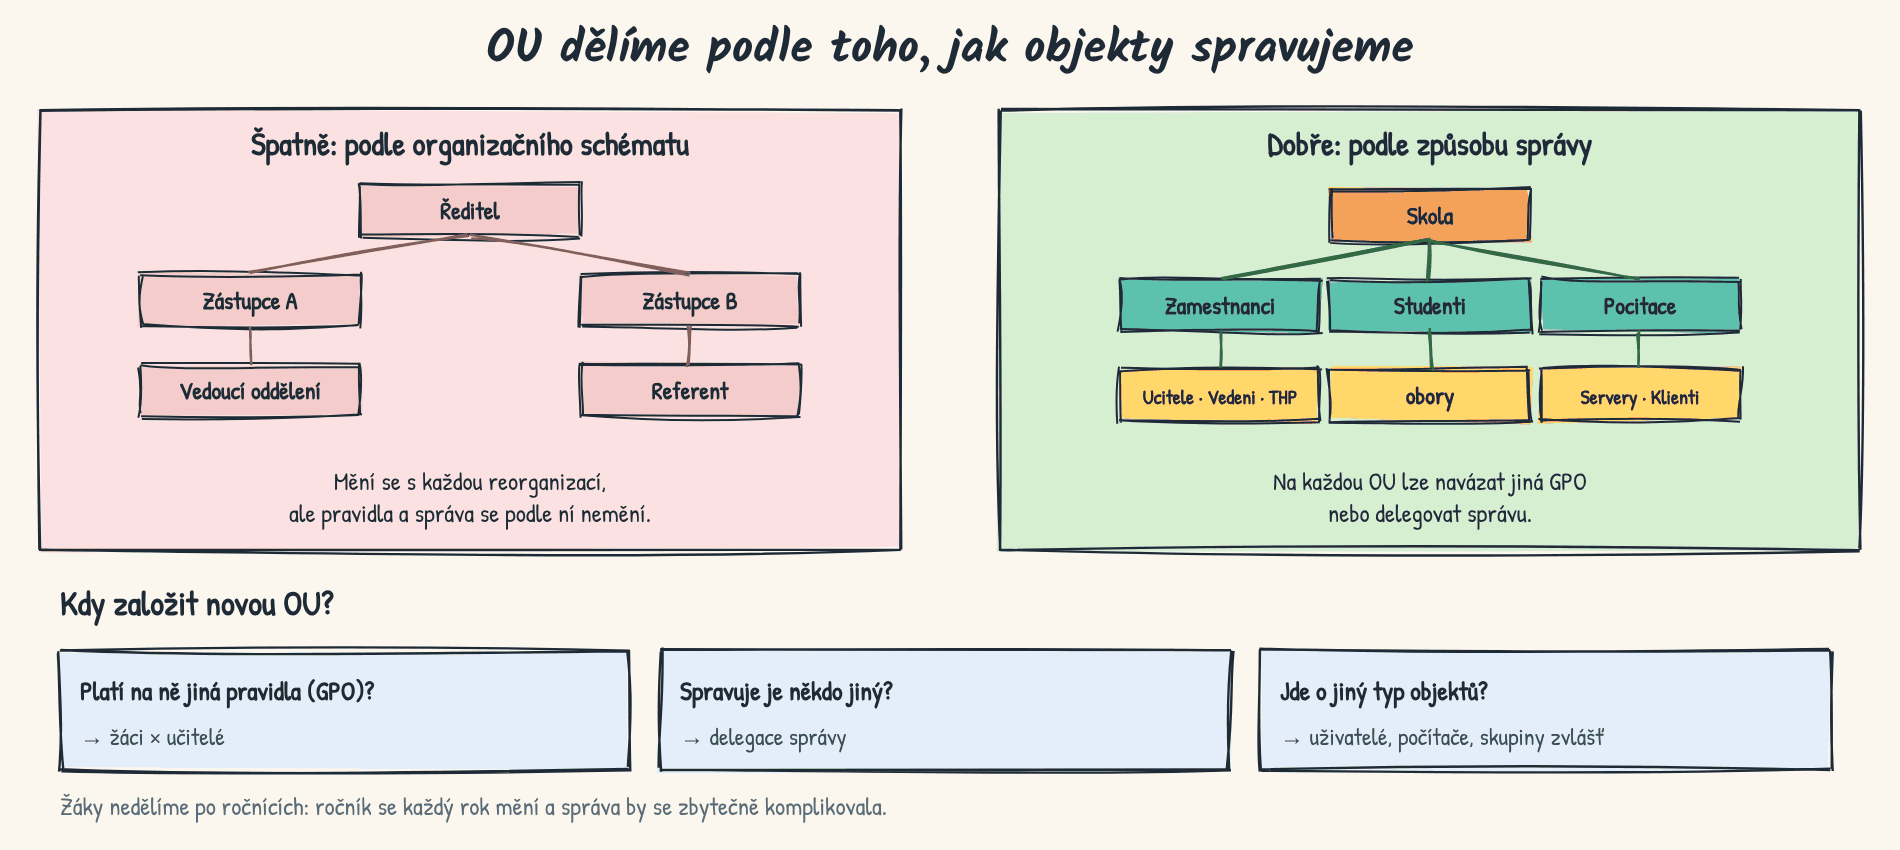 OU dělíme podle toho, jak objekty spravujeme
Špatně: podle organizačního schématu
Ředitel
Zástupce A
Zástupce B
Vedoucí oddělení
Referent
Mění se s každou reorganizací,
ale pravidla a správa se podle ní nemění.
Dobře: podle způsobu správy
Skola
Zamestnanci
Studenti
Pocitace
Ucitele · Vedeni · THP
obory
Servery · Klienti
Na každou OU lze navázat jiná GPO
nebo delegovat správu.
Kdy založit novou OU?
Platí na ně jiná pravidla (GPO)?
→ žáci × učitelé
Spravuje je někdo jiný?
→ delegace správy
Jde o jiný typ objektů?
→ uživatelé, počítače, skupiny zvlášť
Žáky nedělíme po ročnících: ročník se každý rok mění a správa by se zbytečně komplikovala.